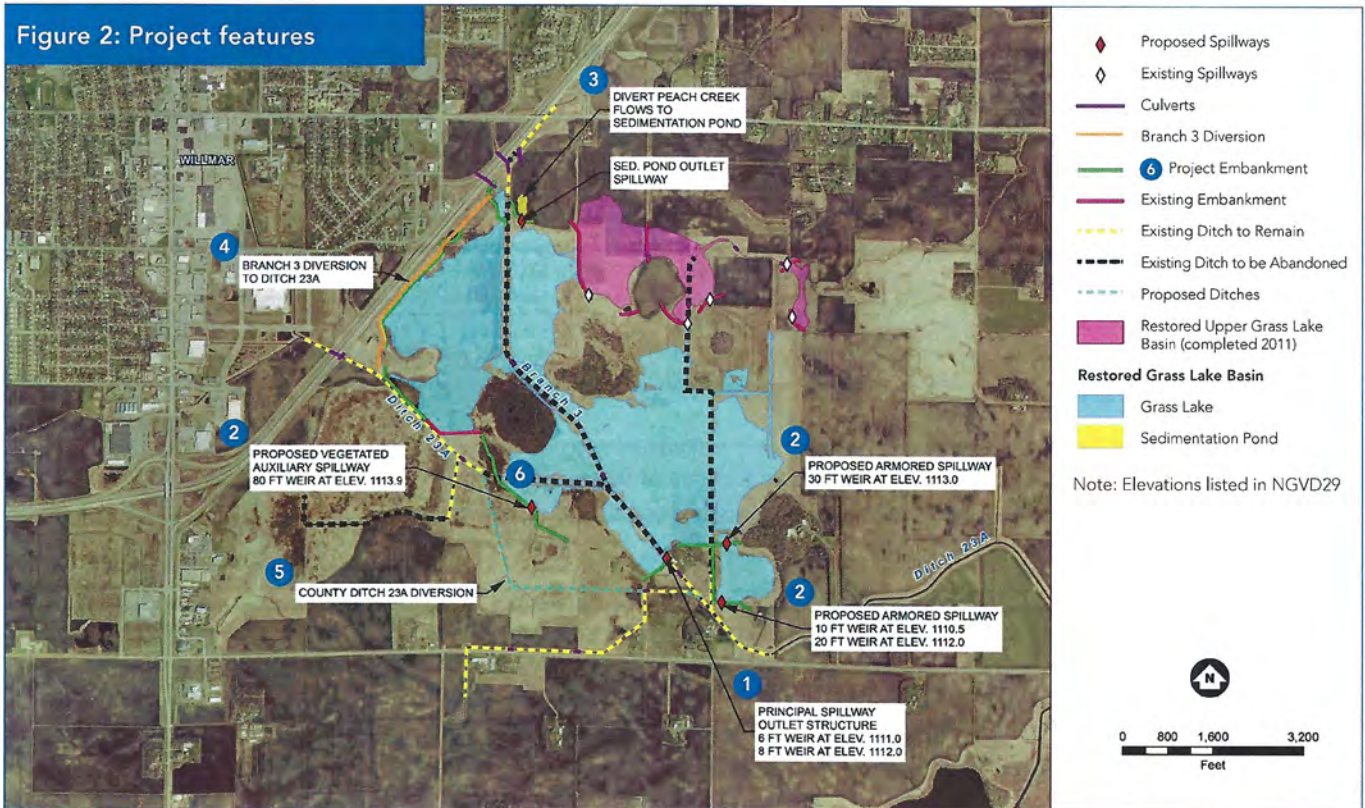 Figure 2: Project features
3
DIVERT PEACH CREEK
FLOWS TO
SEDIMENTATION POND
WILLMAR
SED. POND OUTLET
SPILLWAY
4
BRANCH 3 DIVERSION
TO DITCH 23A
Branch 3
Ditch 23A
2
PROPOSED VEGETATED
AUXILIARY SPILLWAY
80 FT WEIR AT ELEV. 1113.9
6
2
PROPOSED ARMORED SPILLWAY
30 FT WEIR AT ELEV. 1113.0
Ditch 23A
5
COUNTY DITCH 23A DIVERSION
2
PROPOSED ARMORED SPILLWAY
10 FT WEIR AT ELEV. 1110.5
20 FT WEIR AT ELEV. 1112.0
1
PRINCIPAL SPILLWAY
OUTLET STRUCTURE
6 FT WEIR AT ELEV. 1111.0
8 FT WEIR AT ELEV. 1112.0
Proposed Spillways
Existing Spillways
Culverts
Branch 3 Diversion
6 Project Embankment
Existing Embankment
Existing Ditch to Remain
Existing Ditch to be Abandoned
Proposed Ditches
Restored Upper Grass Lake
Basin (completed 2011)
Restored Grass Lake Basin
Grass Lake
Sedimentation Pond
Note: Elevations listed in NGVD29
N
0 800 1,600 3,200
Feet